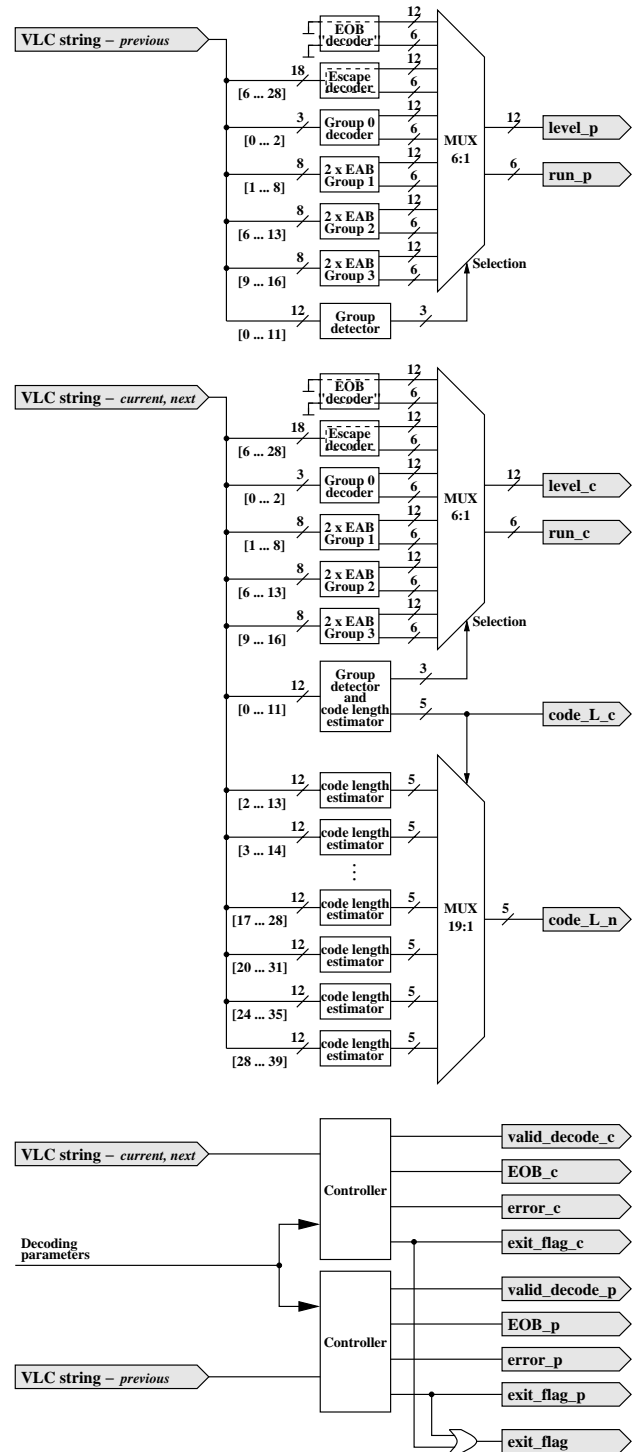 12
EOB
"decoder"
6
VLC string – previous
18
Escape
decoder
12
6
[6 ... 28]
3
Group 0
decoder
12
6
[0 ... 2]
8
2 x EAB
Group 1
12
6
[1 ... 8]
8
2 x EAB
Group 2
12
6
[6 ... 13]
8
2 x EAB
Group 3
12
6
[9 ... 16]
MUX
6:1
12
level_p
6
run_p
Selection
12
Group
detector
3
[0 ... 11]
12
EOB
"decoder"
6
VLC string – current, next
18
Escape
decoder
12
6
[6 ... 28]
3
Group 0
decoder
12
6
[0 ... 2]
8
2 x EAB
Group 1
12
6
[1 ... 8]
8
2 x EAB
Group 2
12
6
[6 ... 13]
8
2 x EAB
Group 3
12
6
[9 ... 16]
MUX
6:1
12
level_c
6
run_c
Selection
12
Group
detector
and
code length
estimator
3
5
[0 ... 11]
code_L_c
12
code length
estimator
5
[2 ... 13]
12
code length
estimator
5
[3 ... 14]
...
12
code length
estimator
5
[17 ... 28]
12
code length
estimator
5
[20 ... 31]
12
code length
estimator
5
[24 ... 35]
12
code length
estimator
5
[28 ... 39]
MUX
19:1
5
code_L_n
VLC string – current, next
Controller
valid_decode_c
EOB_c
error_c
exit_flag_c
Decoding
parameters
VLC string – previous
Controller
valid_decode_p
EOB_p
error_p
exit_flag_p
exit_flag